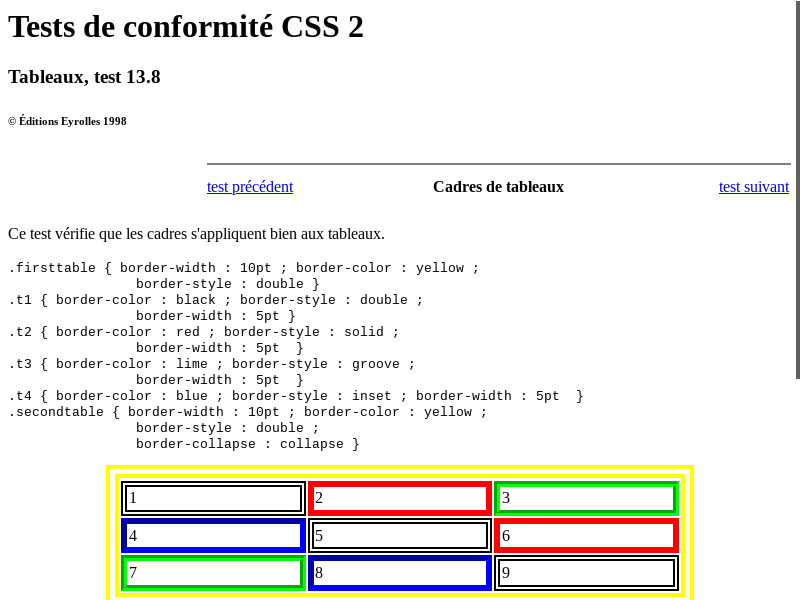 Tests de conformité CSS 2
Tableaux, test 13.8
© Éditions Eyrolles 1998
test précédent Cadres de tableaux test suivant
Ce test vérifie que les cadres s'appliquent bien aux tableaux.
.firsttable { border-width : 10pt ; border-color : yellow ;
border-style : double }
.t1 { border-color : black ; border-style : double ;
border-width : 5pt }
.t2 { border-color : red ; border-style : solid ;
border-width : 5pt  }
.t3 { border-color : lime ; border-style : groove ;
border-width : 5pt  }
.t4 { border-color : blue ; border-style : inset ; border-width : 5pt  }
.secondtable { border-width : 10pt ; border-color : yellow ;
border-style : double ;
border-collapse : collapse }
1 2 3
4 5 6
7 8 9